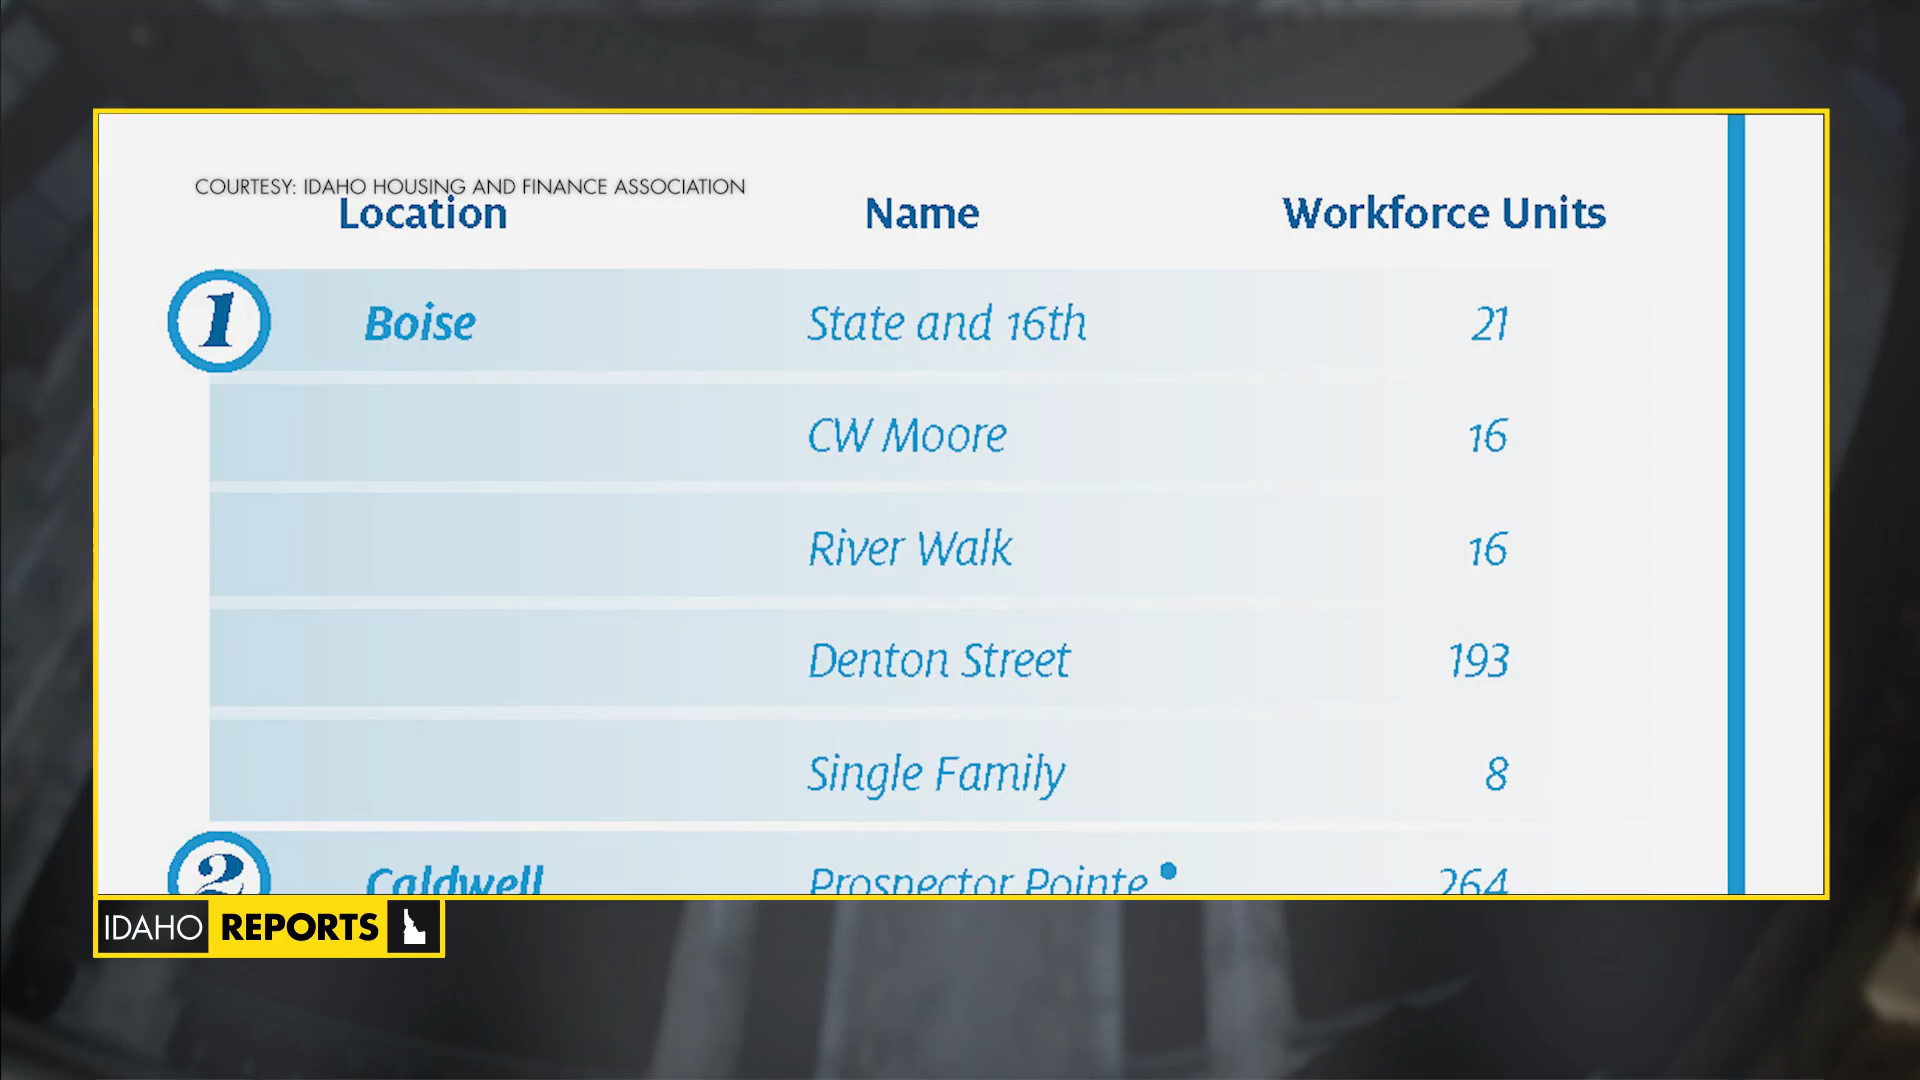 COURTESY: IDAHO HOUSING AND FINANCE ASSOCIATION
Location Name Workforce Units
1 Boise State and 16th 21
CW Moore 16
River Walk 16
Denton Street 193
Single Family 8
2 Caldwell Prospector Pointe • 264
IDAHO REPORTS